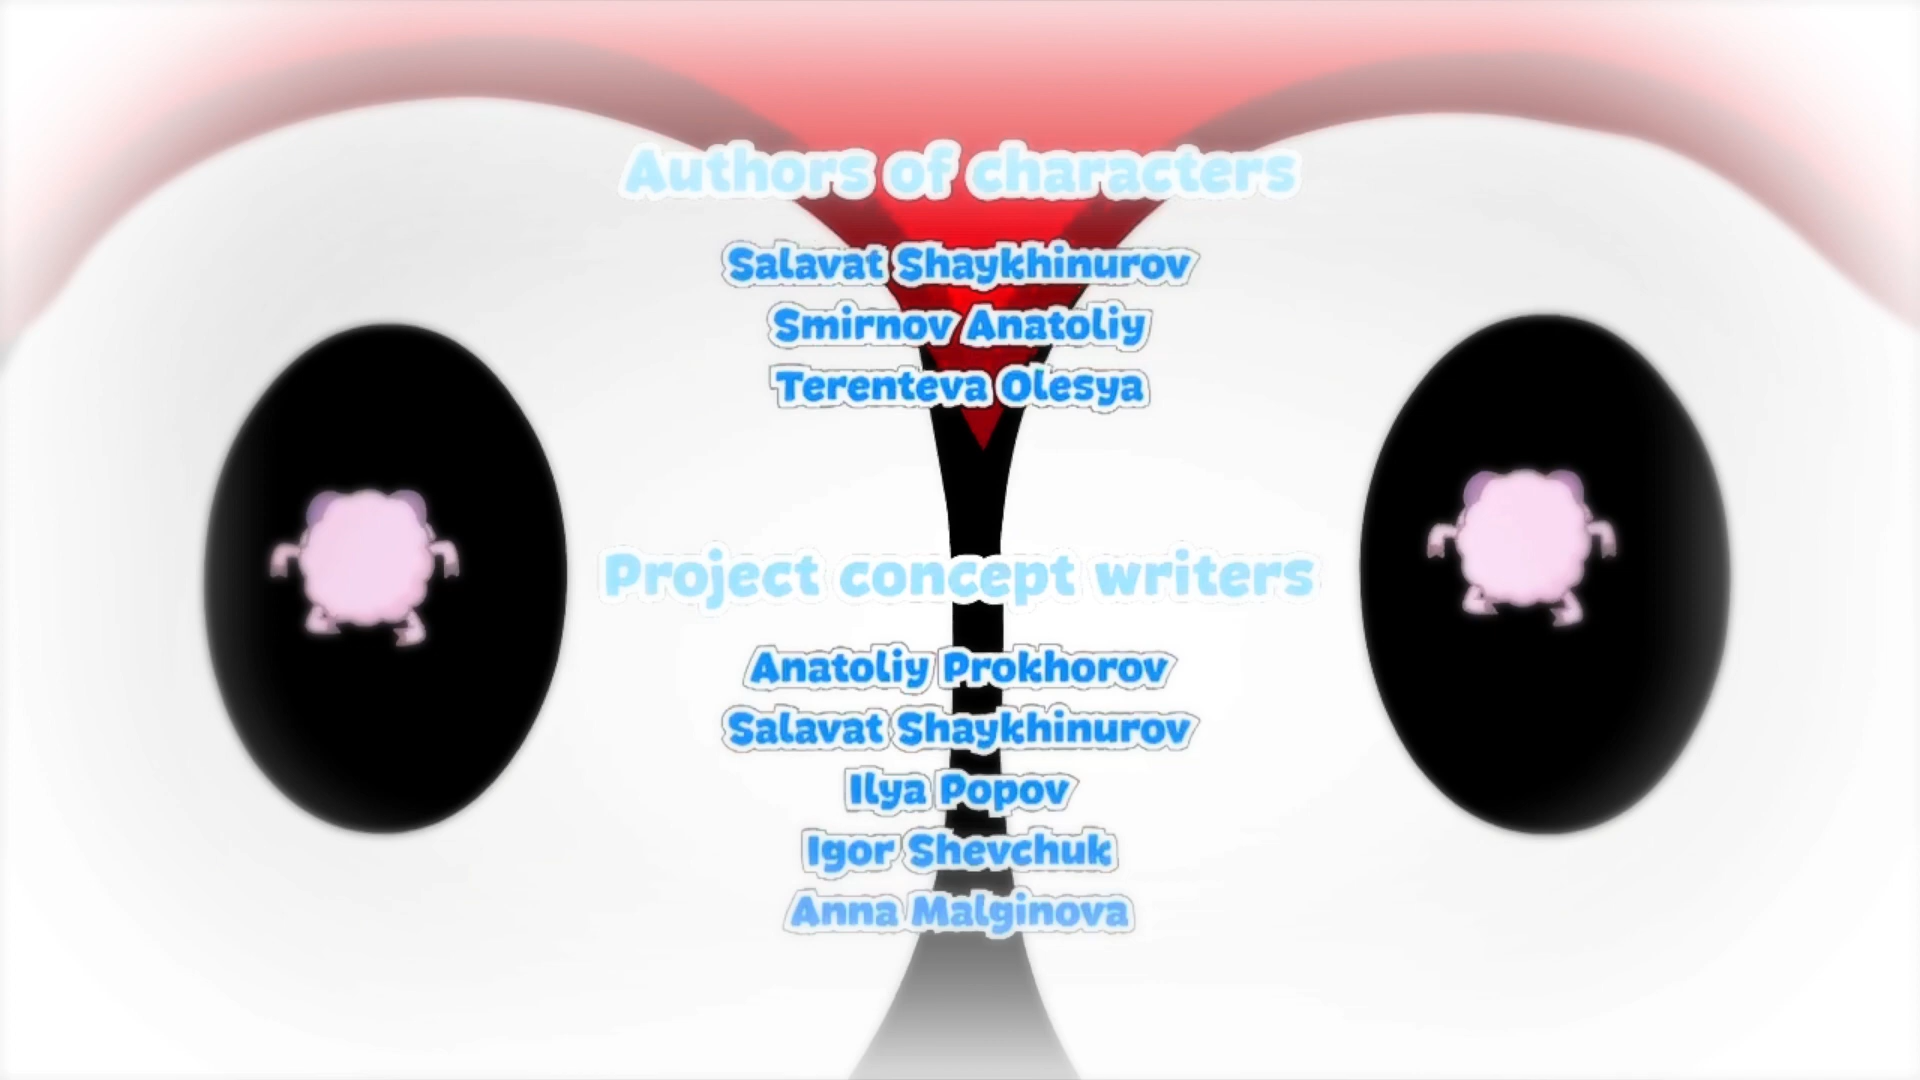 Authors of characters
Salavat Shaykhinurov
Smirnov Anatoliy
Terenteva Olesya
Project concept writers
Anatoliy Prokhorov
Salavat Shaykhinurov
Ilya Popov
Igor Shevchuk
Anna Malginova